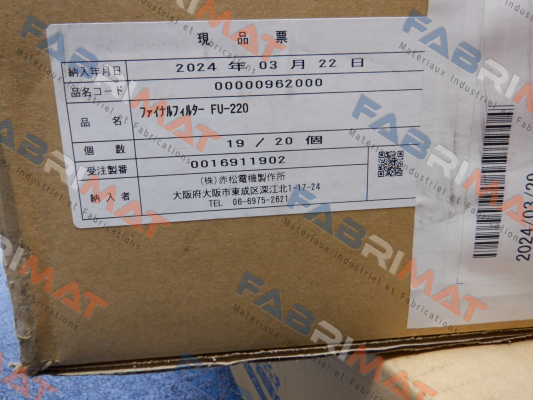 現品票
納入年月日 2024 年 03 月 22 日
品名コード 00000962000
品名 ファイナルフィルター FU-220
個数 19 / 20 個
受注製番 0016911902
納入者 (株)赤松電機製作所
大阪府大阪市東成区深江北1-17-24
TEL 06-6975-2621
2024/03/29
FABRIMAT
Materiaux Industriel et Fabrications